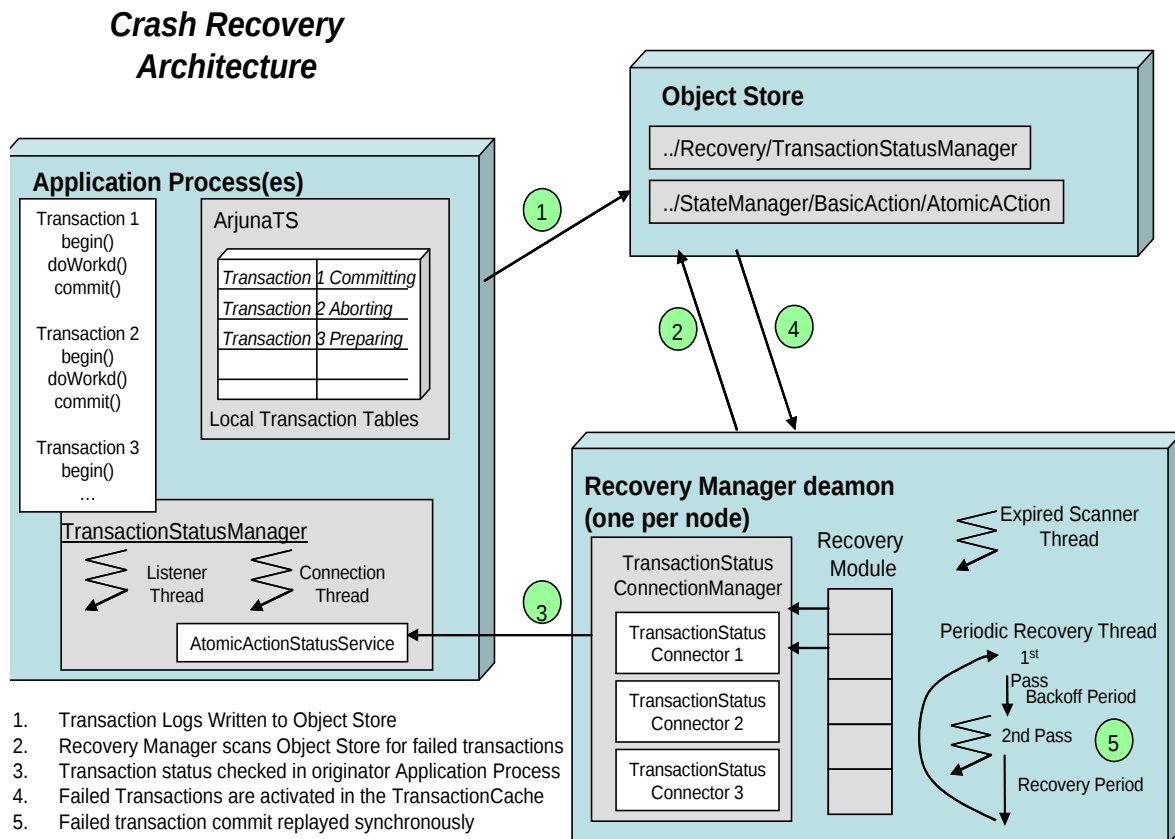 Crash Recovery
Architecture
Object Store
../Recovery/TransactionStatusManager
../StateManager/BasicAction/AtomicACtion
Application Process(es)
Transaction 1
begin()
doWorkd()
commit()
Transaction 2
begin()
doWorkd()
commit()
Transaction 3
begin()
…
ArjunaTS
Transaction 1 Committing
Transaction 2 Aborting
Transaction 3 Preparing
Local Transaction Tables
1
2
4
TransactionStatusManager
Listener
Thread
Connection
Thread
AtomicActionStatusService
3
Recovery Manager deamon
(one per node)
TransactionStatus
ConnectionManager
TransactionStatus
Connector 1
TransactionStatus
Connector 2
TransactionStatus
Connector 3
Recovery
Module
Expired Scanner
Thread
Periodic Recovery Thread
1st
Pass
Backoff Period
2nd Pass
5
Recovery Period
1. Transaction Logs Written to Object Store
2. Recovery Manager scans Object Store for failed transactions
3. Transaction status checked in originator Application Process
4. Failed Transactions are activated in the TransactionCache
5. Failed transaction commit replayed synchronously